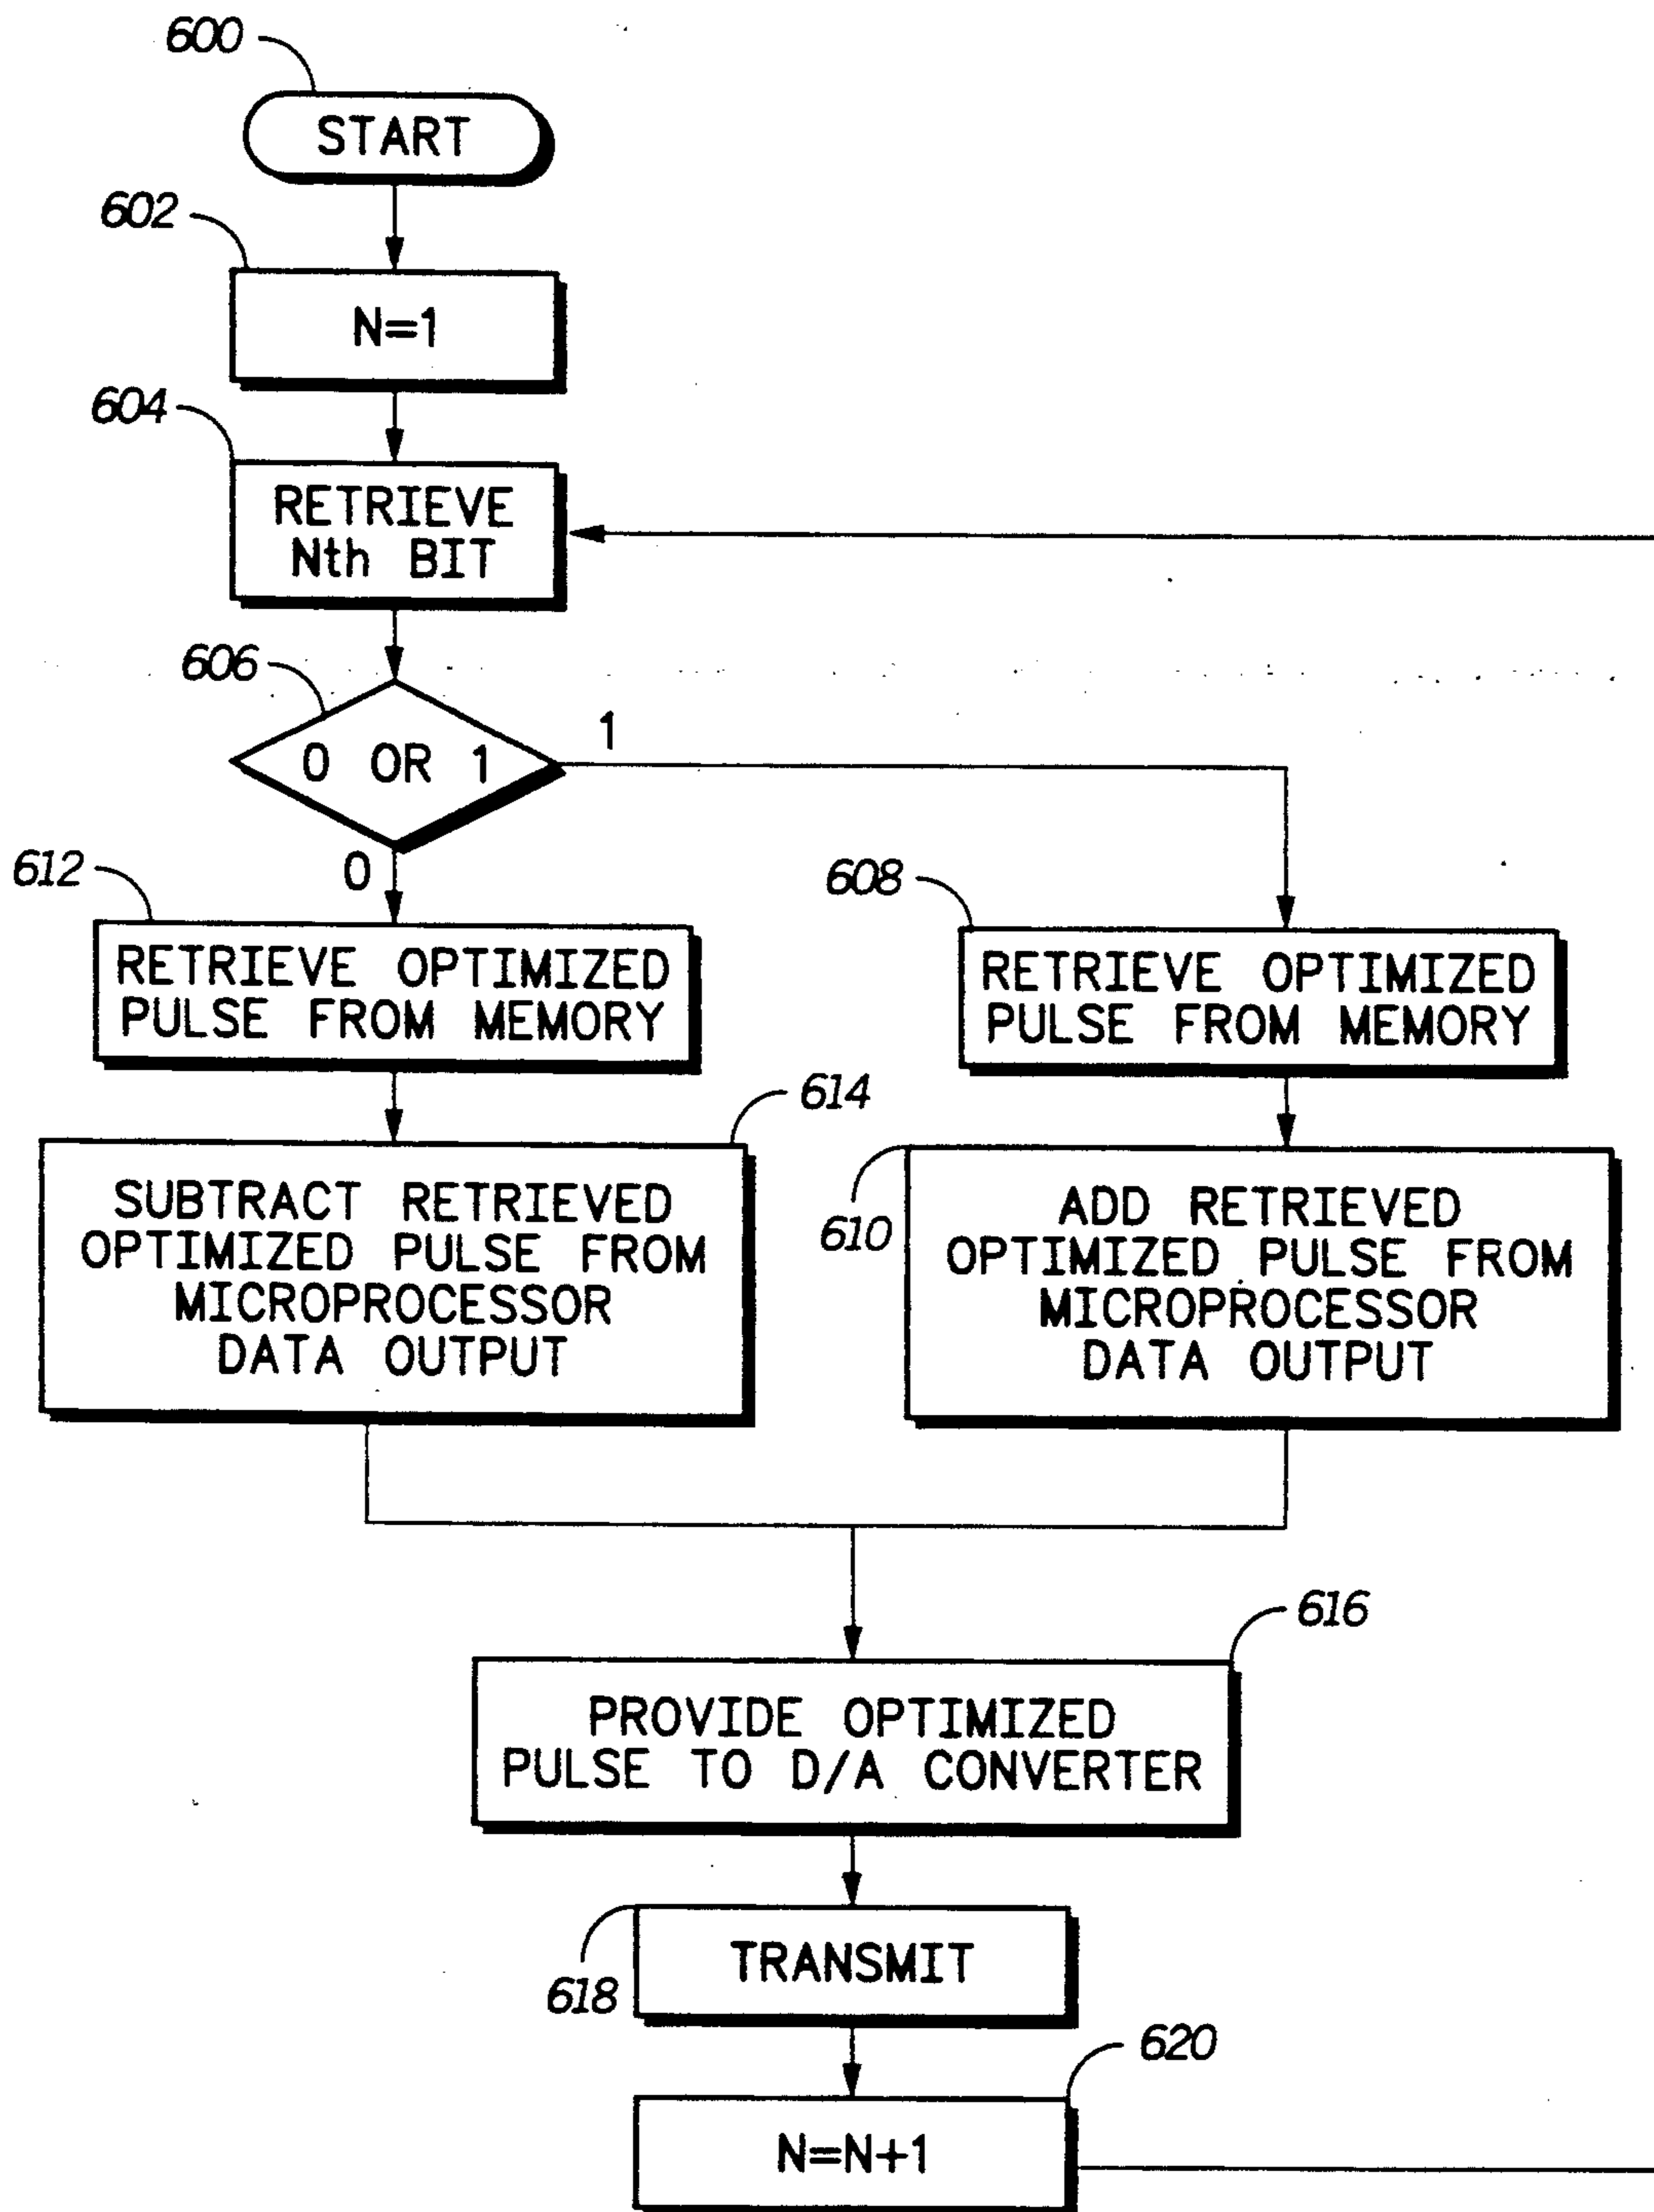 600
START
602
N=1
604
RETRIEVE
Nth BIT
606
0 OR 1
1
0
612
RETRIEVE OPTIMIZED
PULSE FROM MEMORY
608
RETRIEVE OPTIMIZED
PULSE FROM MEMORY
614
SUBTRACT RETRIEVED
OPTIMIZED PULSE FROM
MICROPROCESSOR
DATA OUTPUT
610
ADD RETRIEVED
OPTIMIZED PULSE FROM
MICROPROCESSOR
DATA OUTPUT
616
PROVIDE OPTIMIZED
PULSE TO D/A CONVERTER
618
TRANSMIT
620
N=N+1